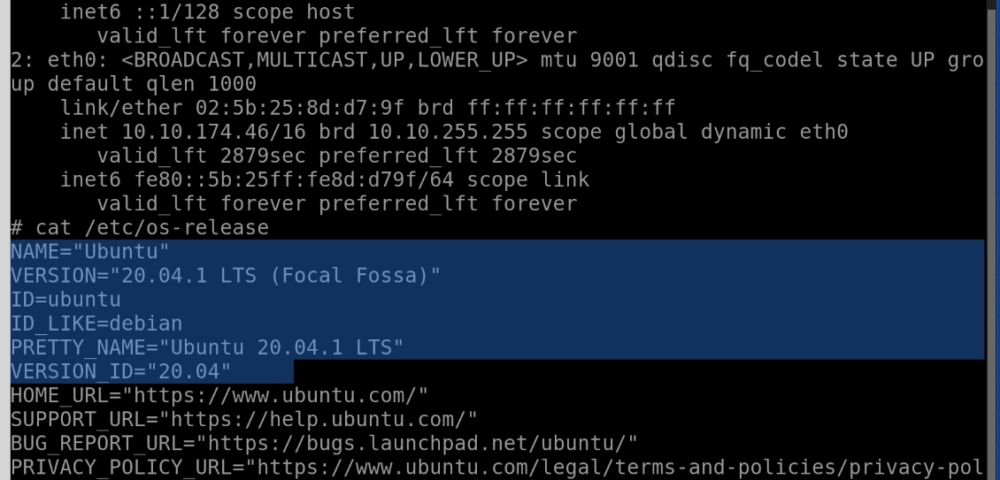 inet6 ::1/128 scope host
valid_lft forever preferred_lft forever
2: eth0: <BROADCAST,MULTICAST,UP,LOWER_UP> mtu 9001 qdisc fq_codel state UP gro
up default qlen 1000
link/ether 02:5b:25:8d:d7:9f brd ff:ff:ff:ff:ff:ff
inet 10.10.174.46/16 brd 10.10.255.255 scope global dynamic eth0
valid_lft 2879sec preferred_lft 2879sec
inet6 fe80::5b:25ff:fe8d:d79f/64 scope link
valid_lft forever preferred_lft forever
# cat /etc/os-release
NAME="Ubuntu"
VERSION="20.04.1 LTS (Focal Fossa)"
ID=ubuntu
ID_LIKE=debian
PRETTY_NAME="Ubuntu 20.04.1 LTS"
VERSION_ID="20.04"
HOME_URL="https://www.ubuntu.com/"
SUPPORT_URL="https://help.ubuntu.com/"
BUG_REPORT_URL="https://bugs.launchpad.net/ubuntu/"
PRIVACY_POLICY_URL="https://www.ubuntu.com/legal/terms-and-policies/privacy-pol